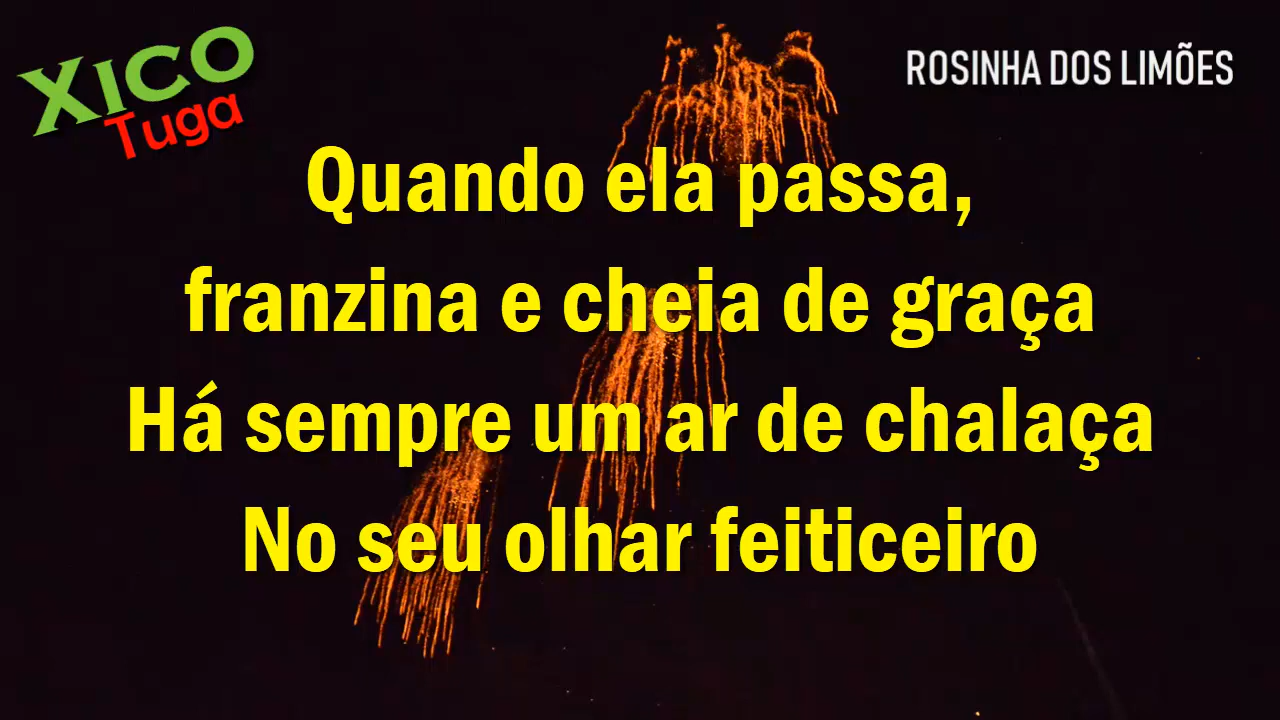 XICO
Tuga
ROSINHA DOS LIMÕES
Quando ela passa,
franzina e cheia de graça
Há sempre um ar de chalaça
No seu olhar feiticeiro